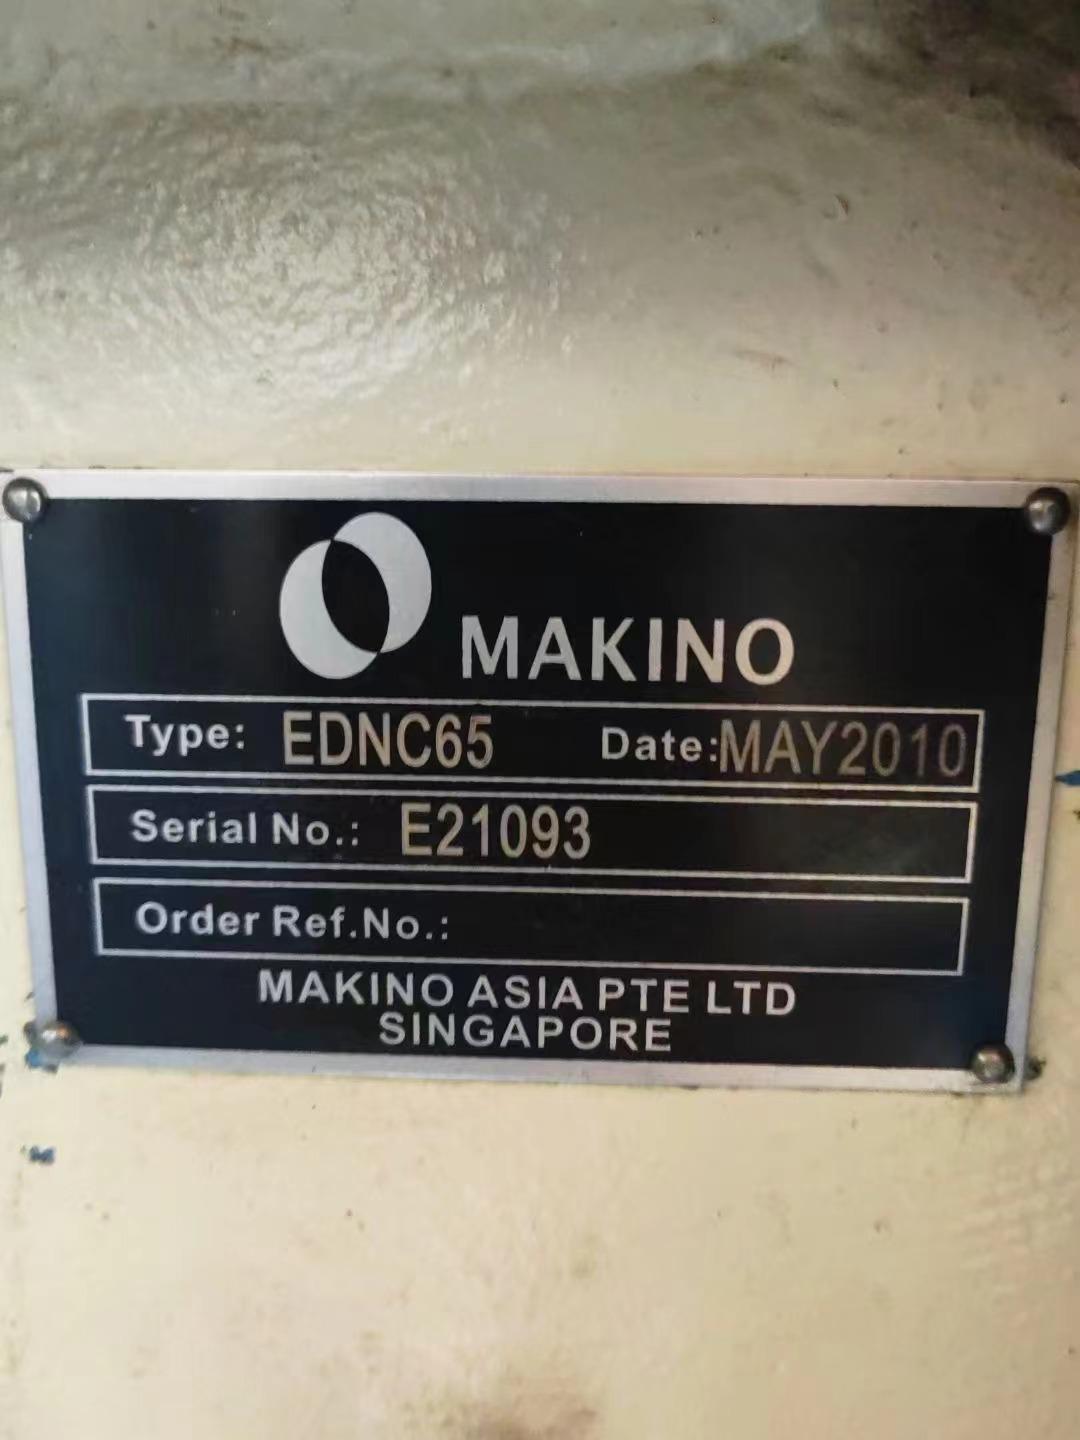 MAKINO
Type: EDNC65 Date:MAY2010
Serial No.: E21093
Order Ref.No.:
MAKINO ASIA PTE LTD
SINGAPORE